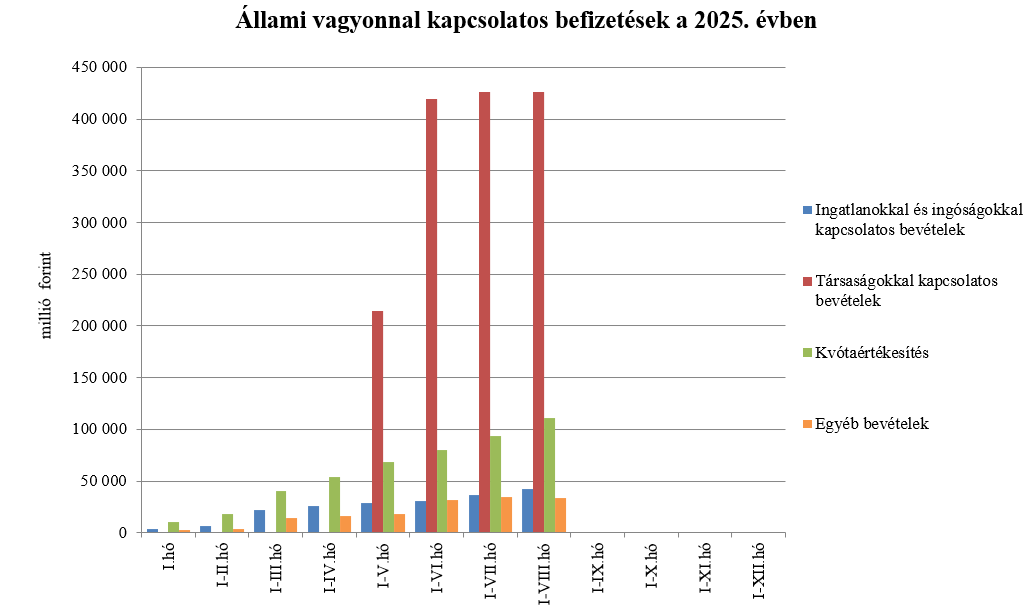 Állami vagyonnal kapcsolatos befizetések a 2025. évben
450 000
400 000
350 000
300 000
250 000
200 000
150 000
100 000
50 000
0
millió forint
I.hó
I-II.hó
I-III.hó
I-IV.hó
I-V.hó
I-VI.hó
I-VII.hó
I-VIII.hó
I-IX.hó
I-X.hó
I-XI.hó
I-XII.hó
Ingatlanokkal és ingóságokkal
kapcsolatos bevételek
Társaságokkal kapcsolatos
bevételek
Kvótaértékesítés
Egyéb bevételek